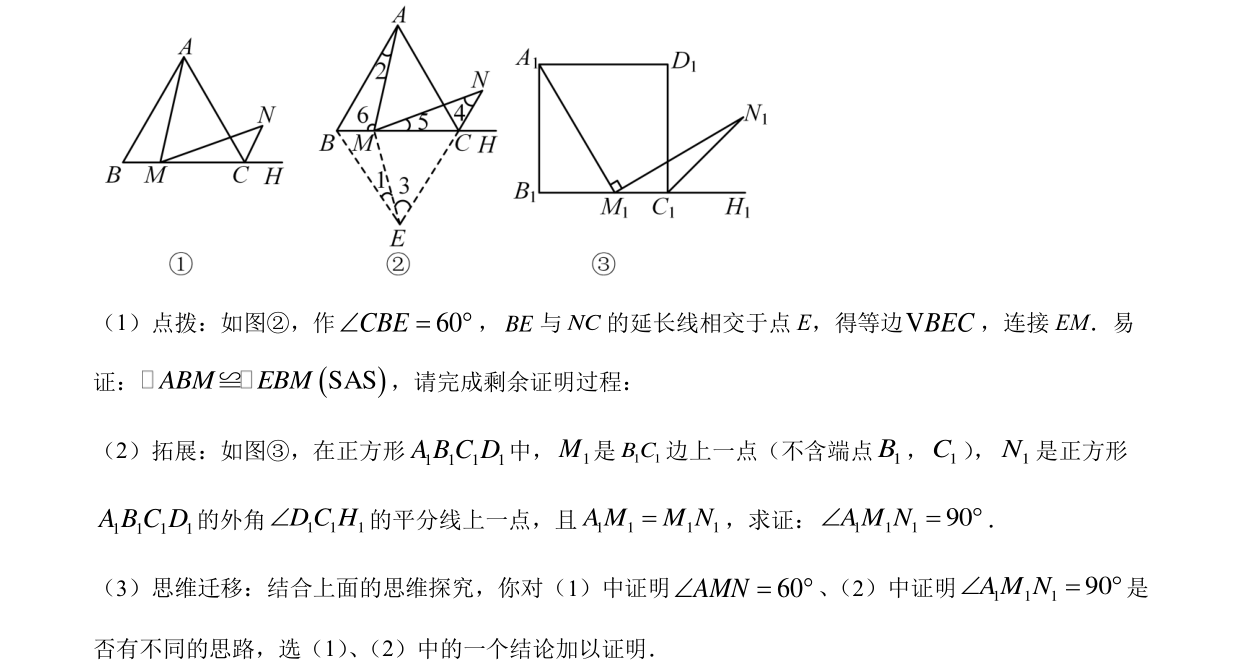 A
B M C H
N
①
A
2
N
6 5 4
B M C H
1 3
E
②
A₁ D₁
N₁
B₁ M₁ C₁ H₁
③
（1）点拨：如图②，作∠CBE = 60°，BE 与 NC 的延长线相交于点 E，得等边VBEC，连接 EM．易
证：□ABM≌□EBM(SAS)，请完成剩余证明过程：
（2）拓展：如图③，在正方形A₁B₁C₁D₁中，M₁是B₁C₁边上一点（不含端点B₁，C₁），N₁是正方形
A₁B₁C₁D₁的外角∠D₁C₁H₁的平分线上一点，且A₁M₁ = M₁N₁，求证：∠A₁M₁N₁ = 90°．
（3）思维迁移：结合上面的思维探究，你对（1）中证明∠AMN = 60°、（2）中证明∠A₁M₁N₁ = 90°是
否有不同的思路，选（1）、（2）中的一个结论加以证明．